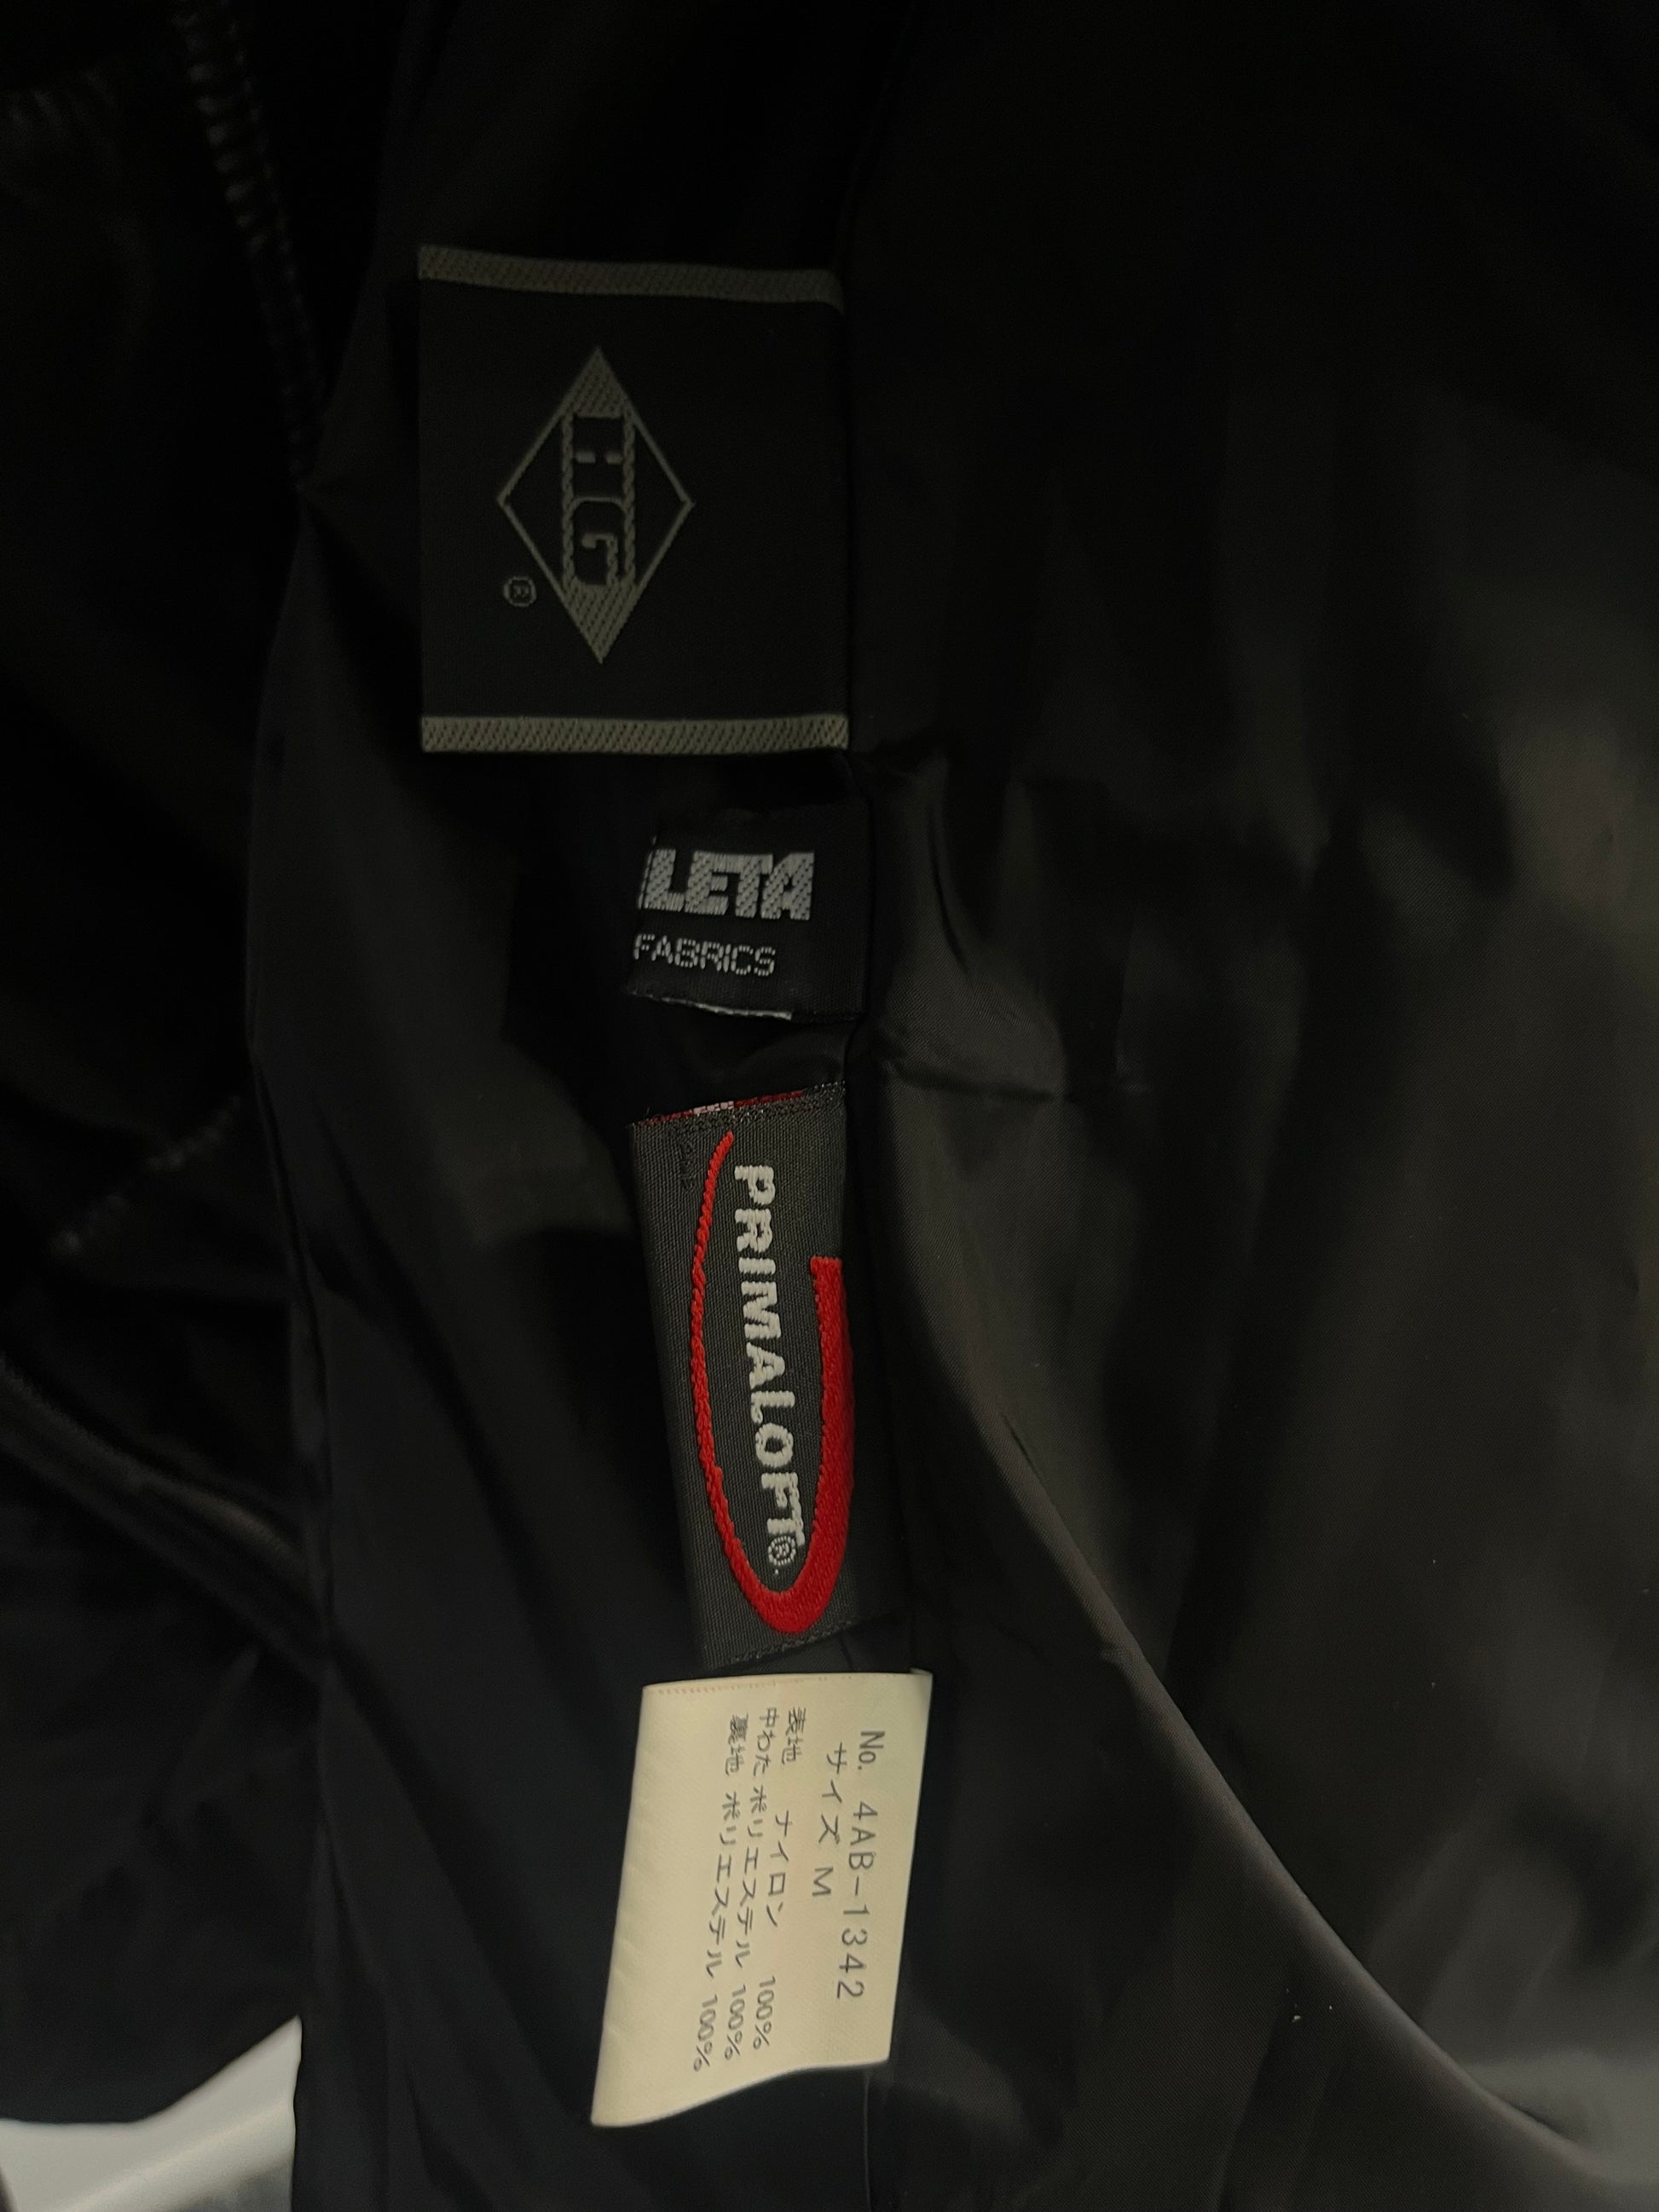 HG
®
LETA
FABRICS
PRIMALOFT®
No. 4AB-1342
サイズ M
表地 ナイロン 100%
中わた ポリエステル 100%
裏地 ポリエステル 100%